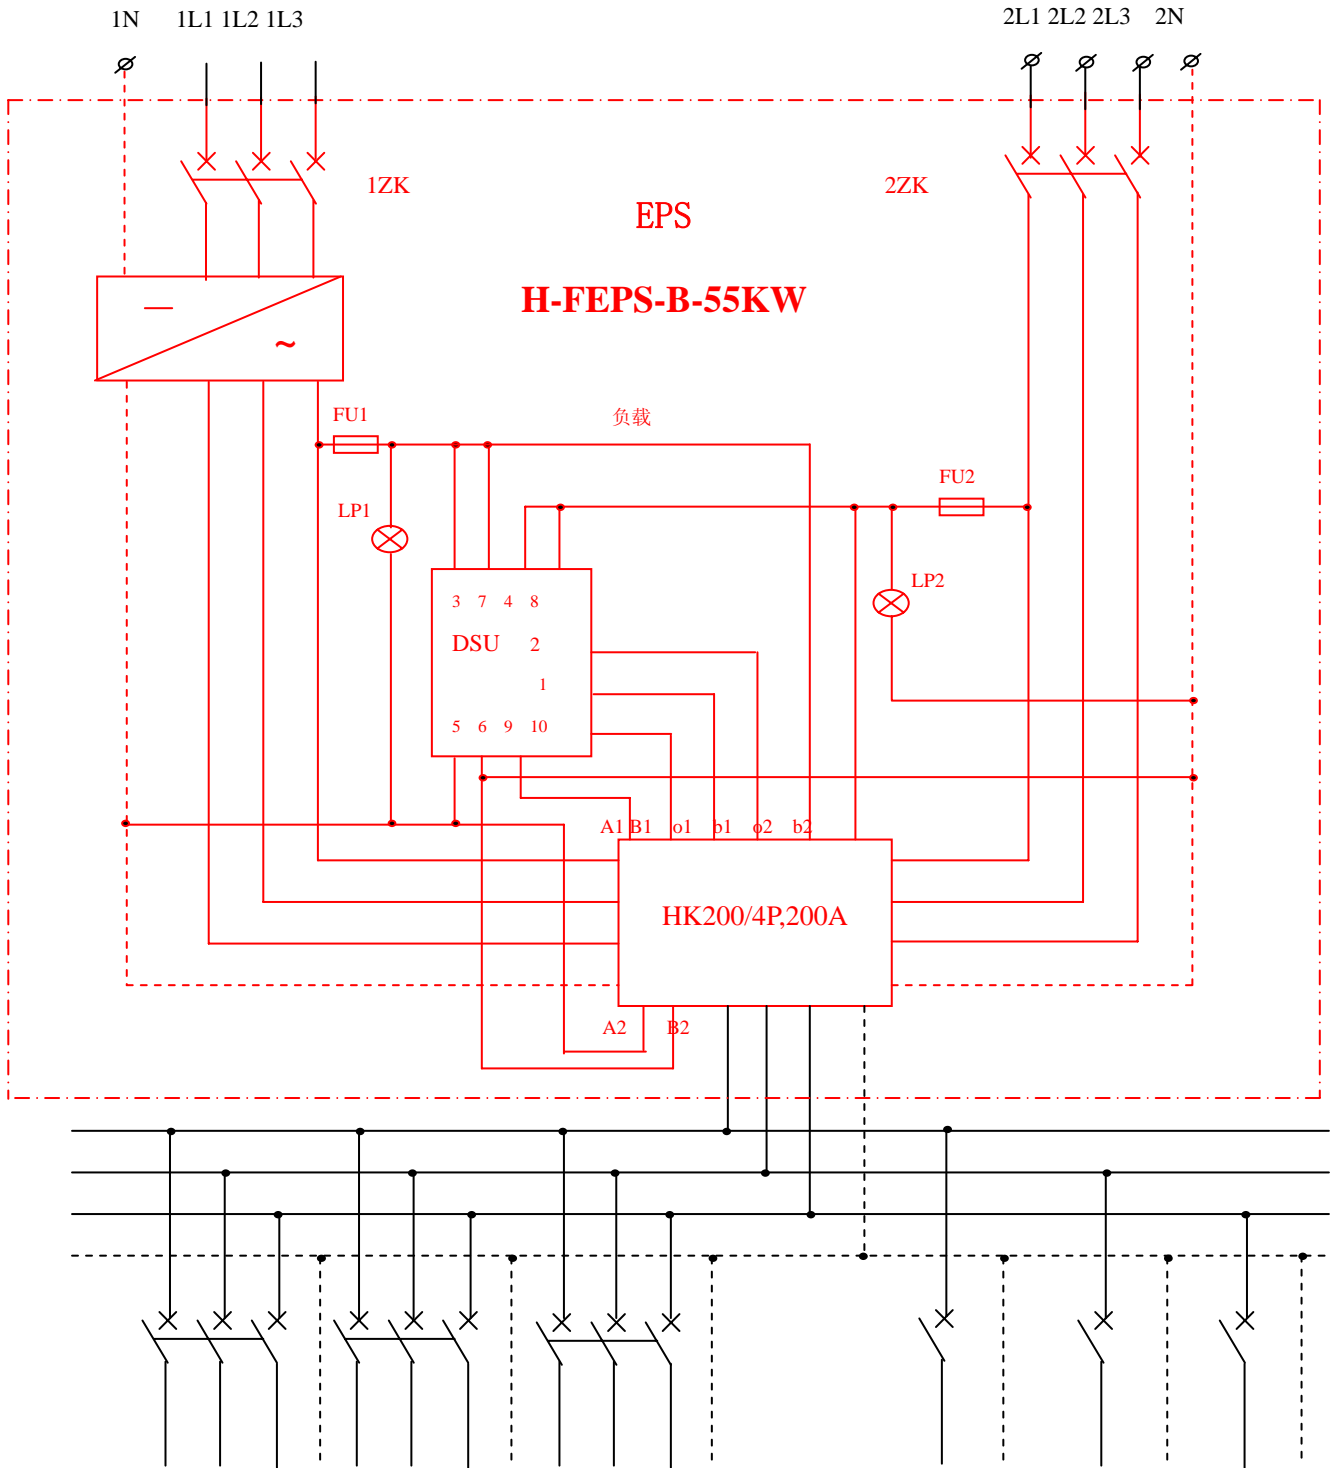 1N 1L1 1L2 1L3 2L1 2L2 2L3 2N
1ZK 2ZK
EPS
H-FEPS-B-55KW
—
~
FU1 负载
FU2
LP1
LP2
3 7 4 8
DSU 2
1
5 6 9 10
A1 B1 o1 b1 o2 b2
HK200/4P,200A
A2 B2